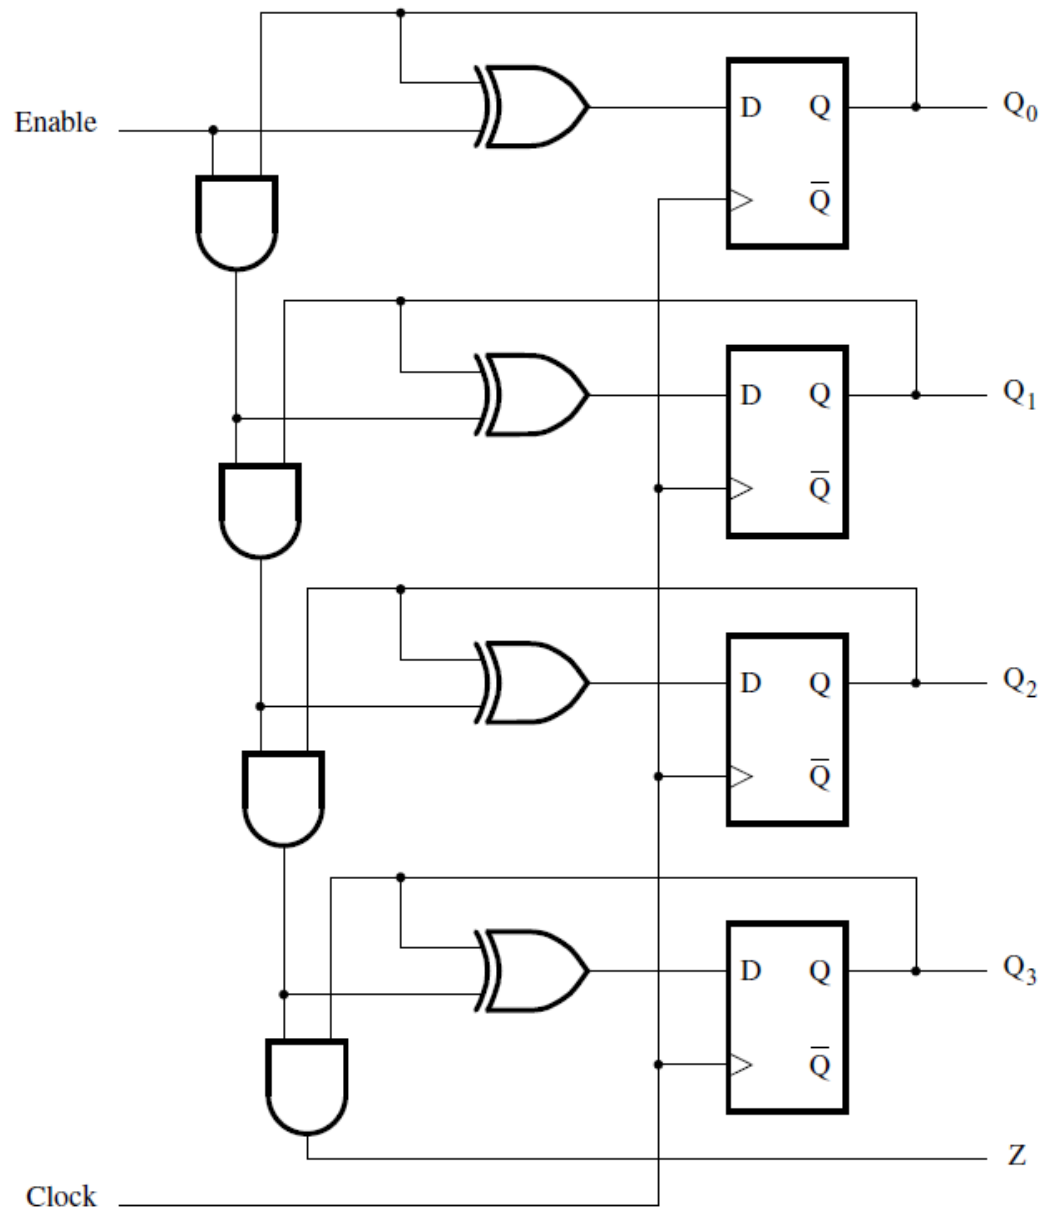 D Q Q₀
Enable
Q̅
D Q Q₁
Q̅
D Q Q₂
Q̅
D Q Q₃
Q̅
Z
Clock